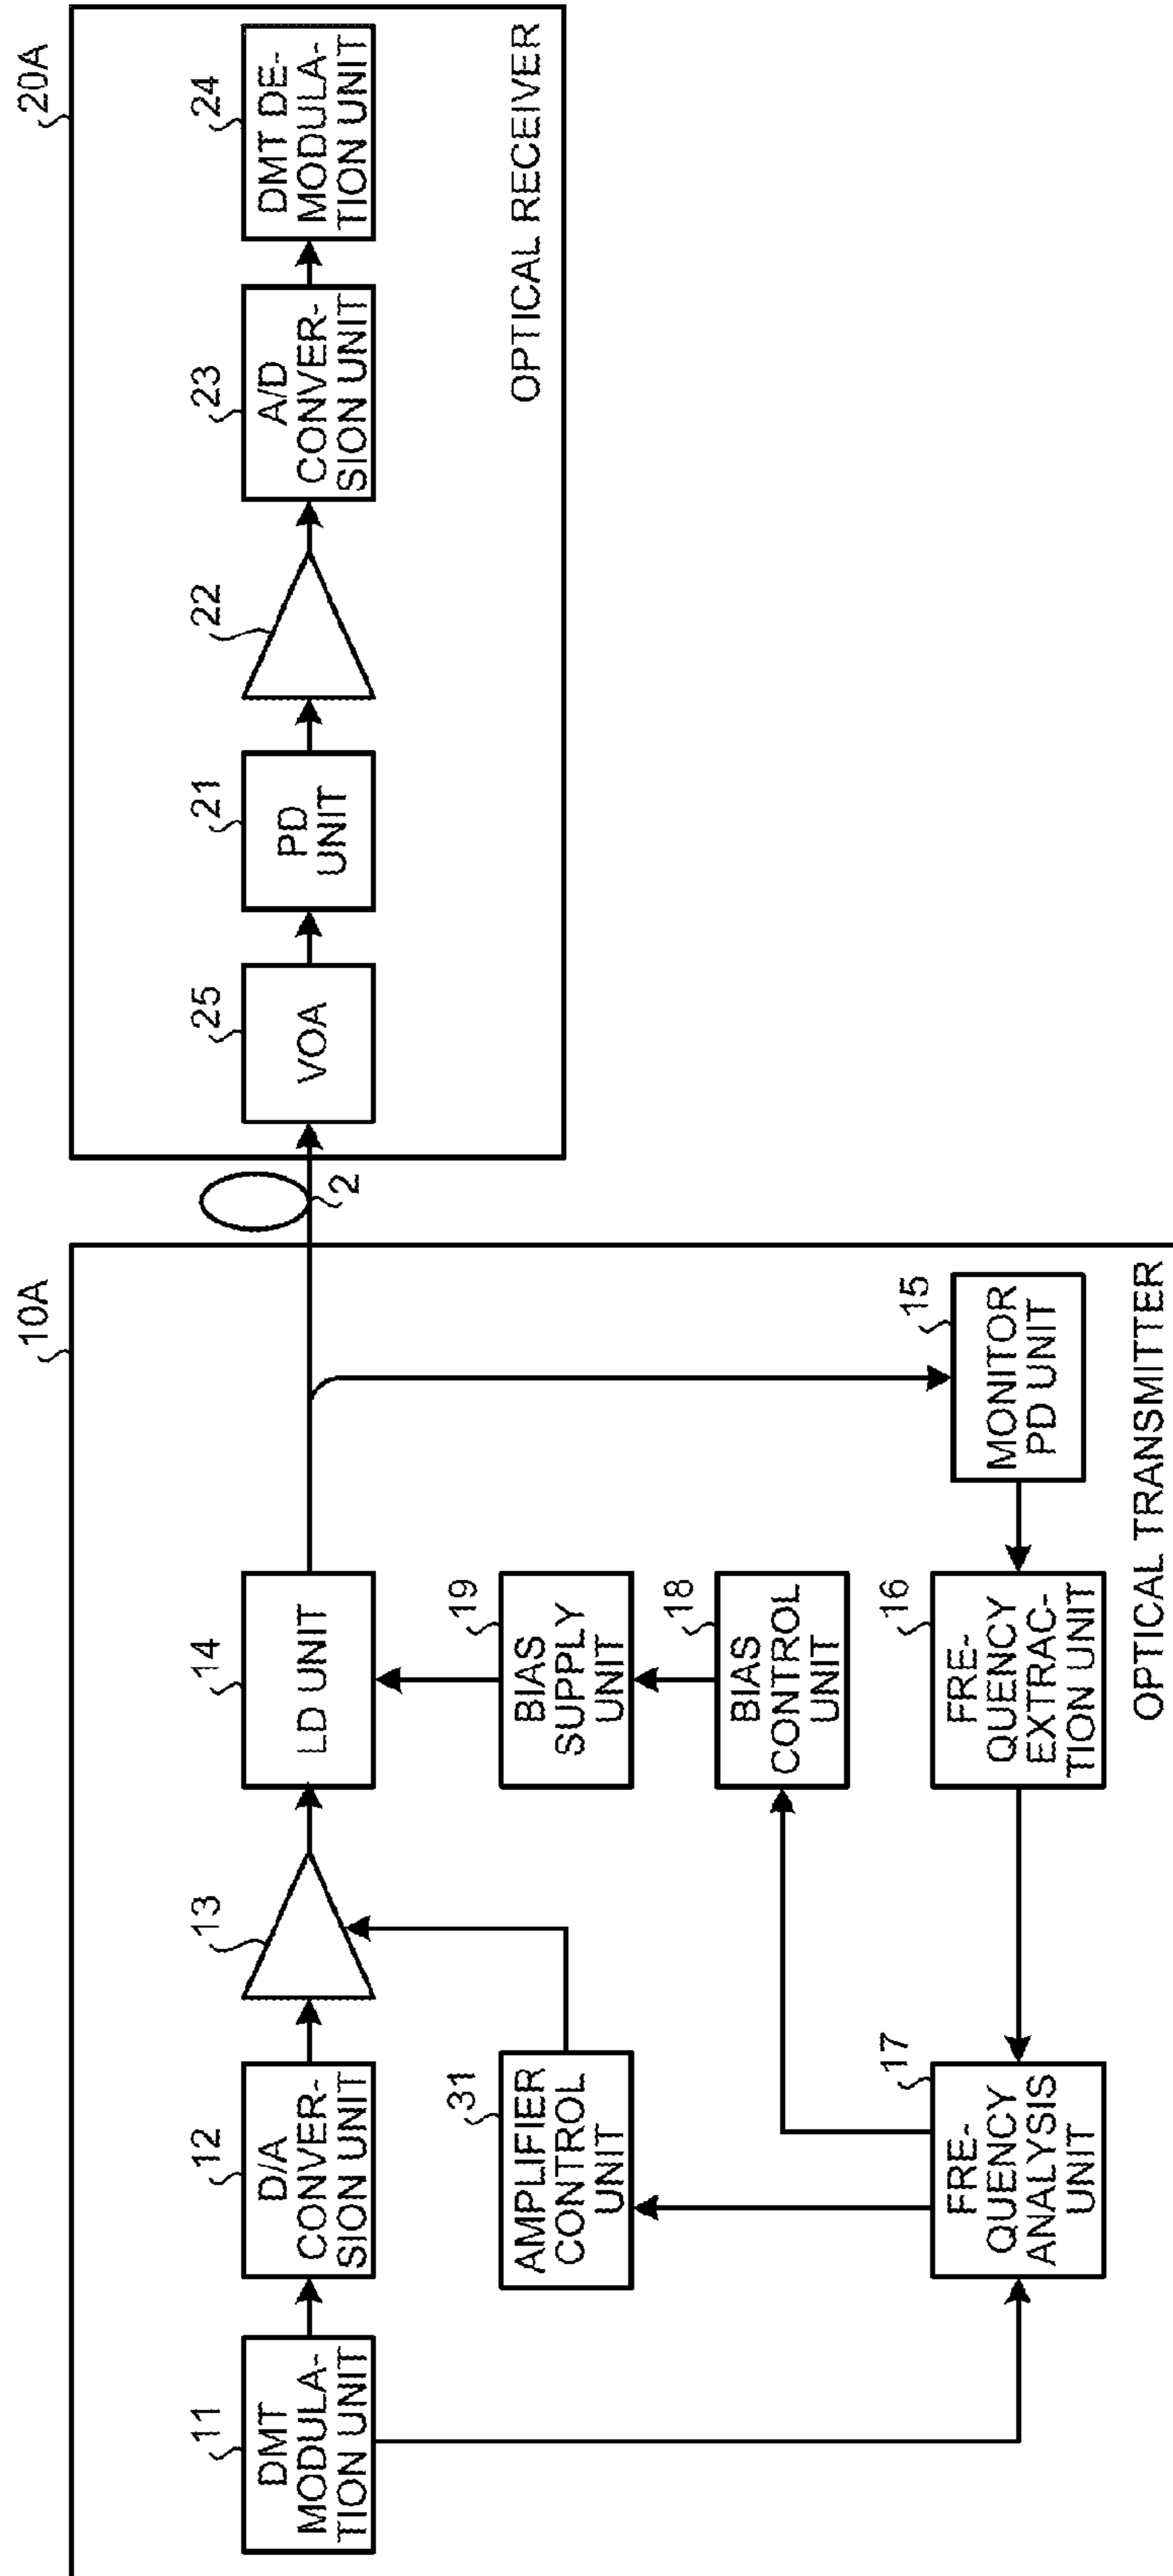 10A
11
DMT
MODULA-
TION UNIT
12
D/A
CONVER-
SION UNIT
13
14
LD UNIT
31
AMPLIFIER
CONTROL
UNIT
19
BIAS
SUPPLY
UNIT
18
BIAS
CONTROL
UNIT
17
FRE-
QUENCY
ANALYSIS
UNIT
16
FRE-
QUENCY
EXTRAC-
TION UNIT
15
MONITOR
PD UNIT
OPTICAL TRANSMITTER
2
20A
25
VOA
21
PD
UNIT
22
23
A/D
CONVER-
SION UNIT
24
DMT DE-
MODULA-
TION UNIT
OPTICAL RECEIVER